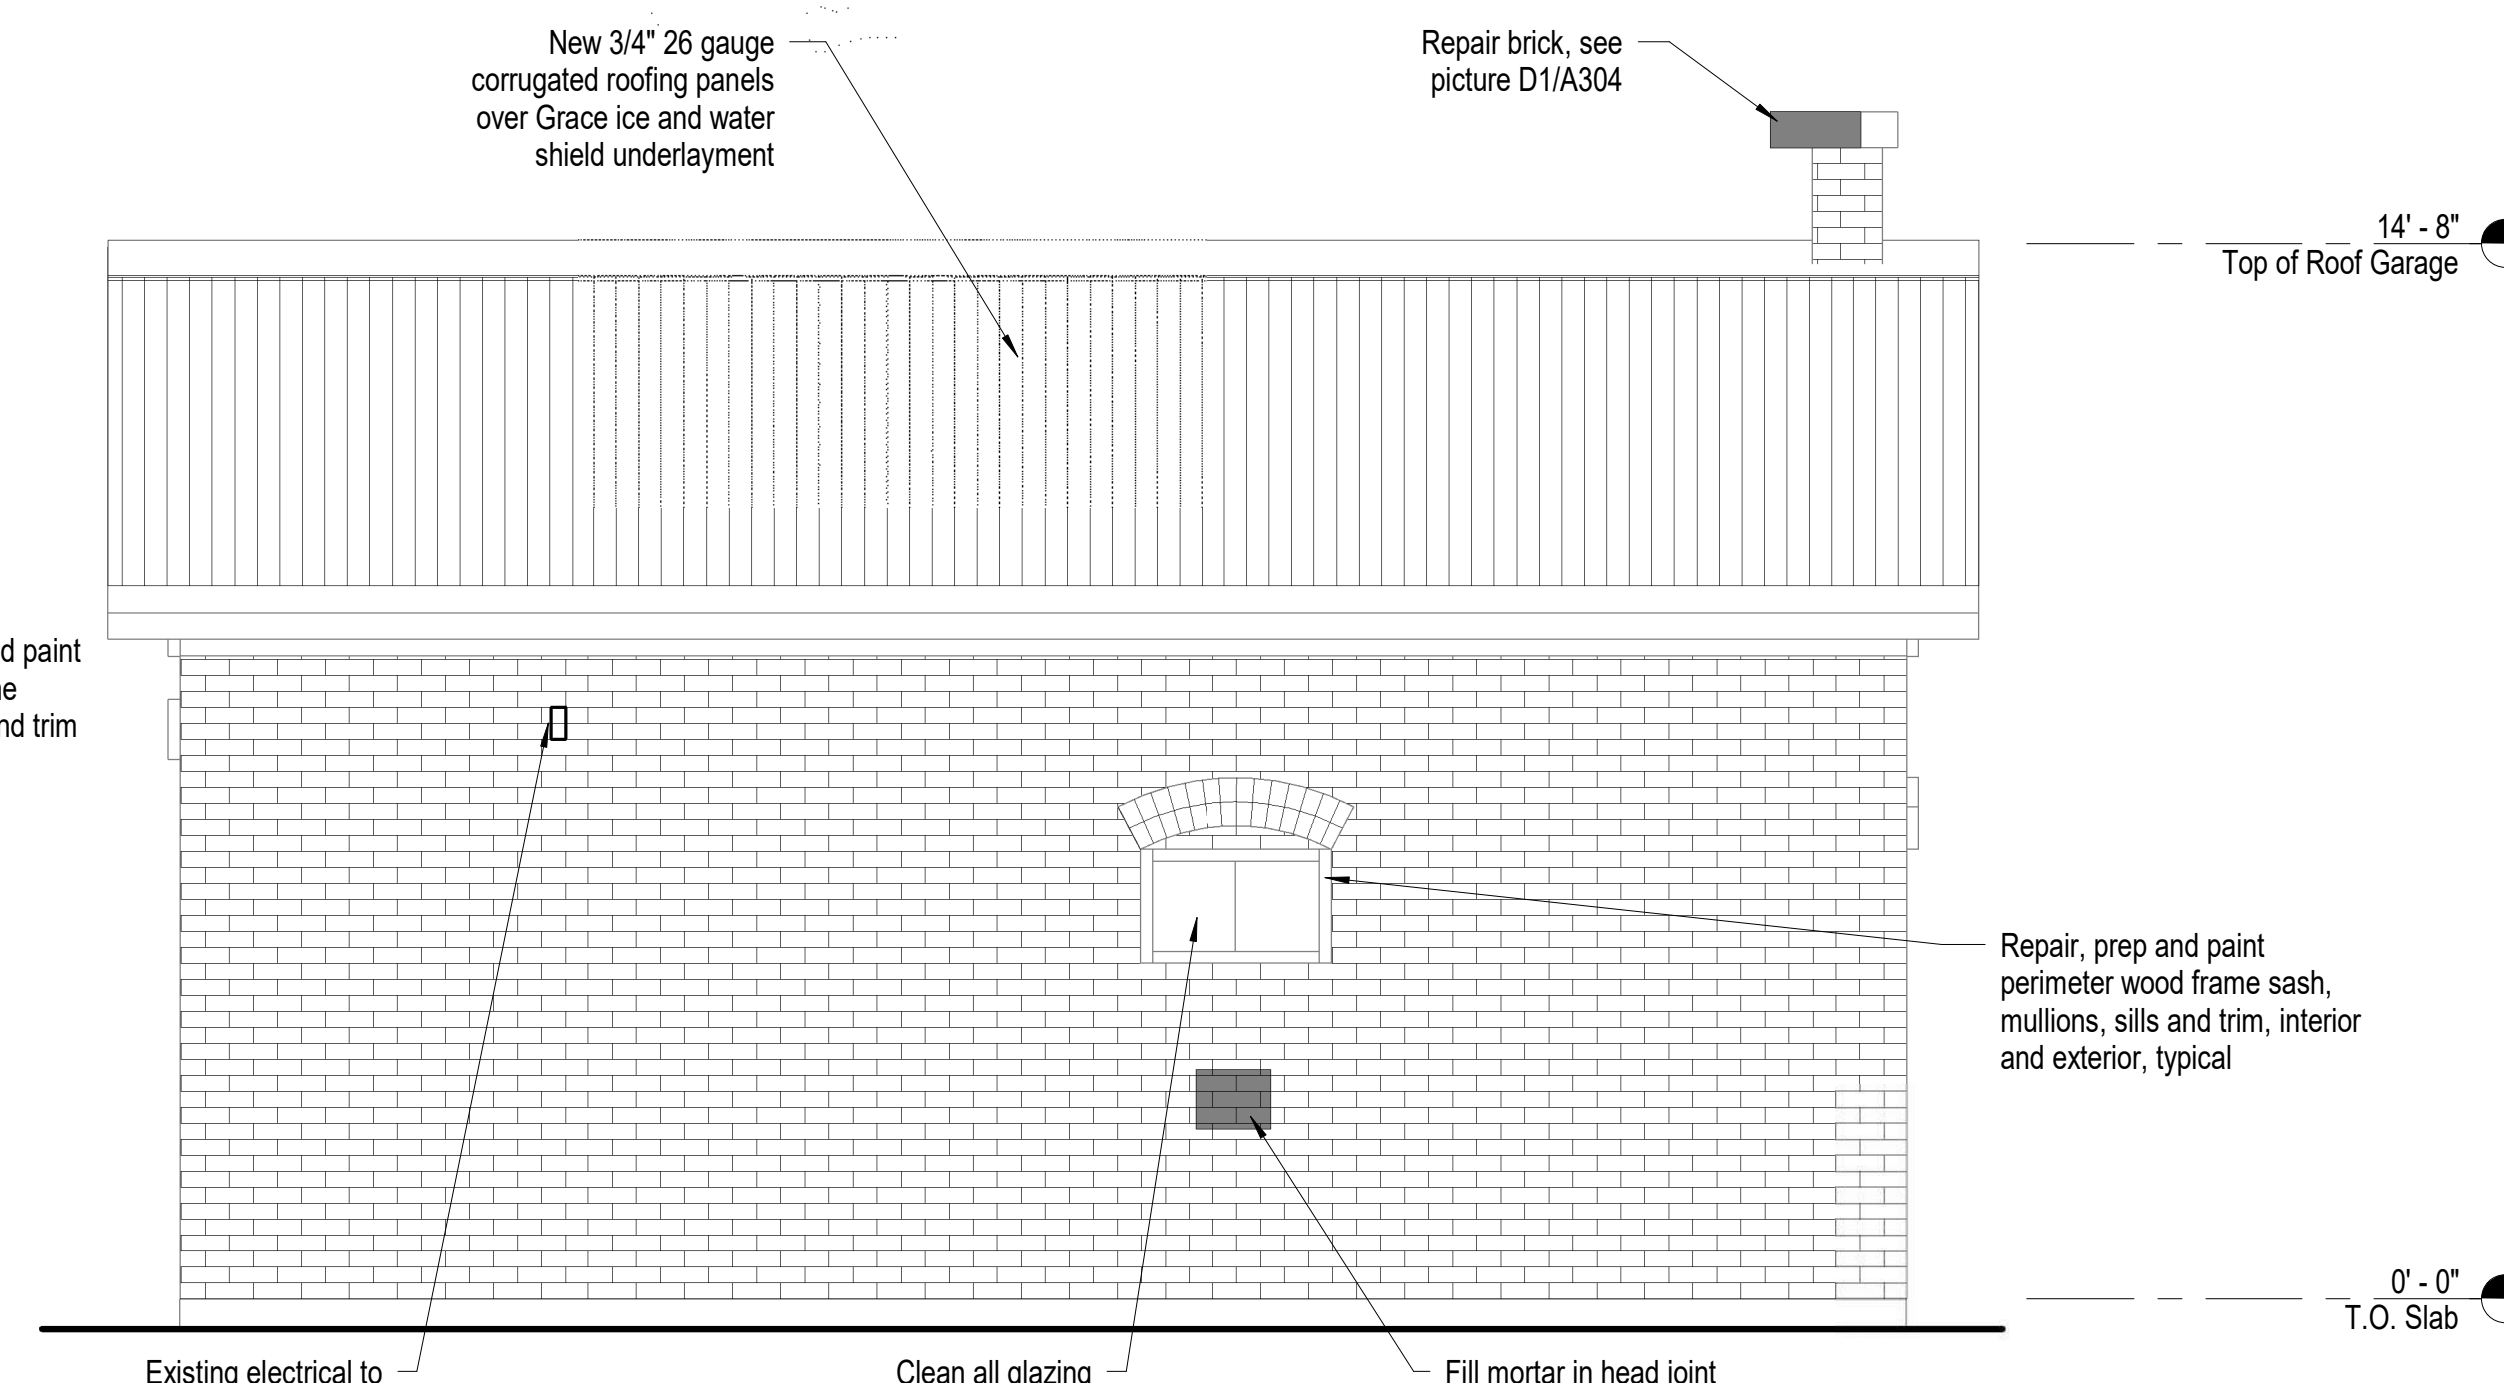 New 3/4" 26 gauge
corrugated roofing panels
over Grace ice and water
shield underlayment
Repair brick, see
picture D1/A304
14' - 8"
Top of Roof Garage
d paint
nd trim
Repair, prep and paint
perimeter wood frame sash,
mullions, sills and trim, interior
and exterior, typical
0' - 0"
T.O. Slab
Existing electrical to
Clean all glazing
Fill mortar in head joint